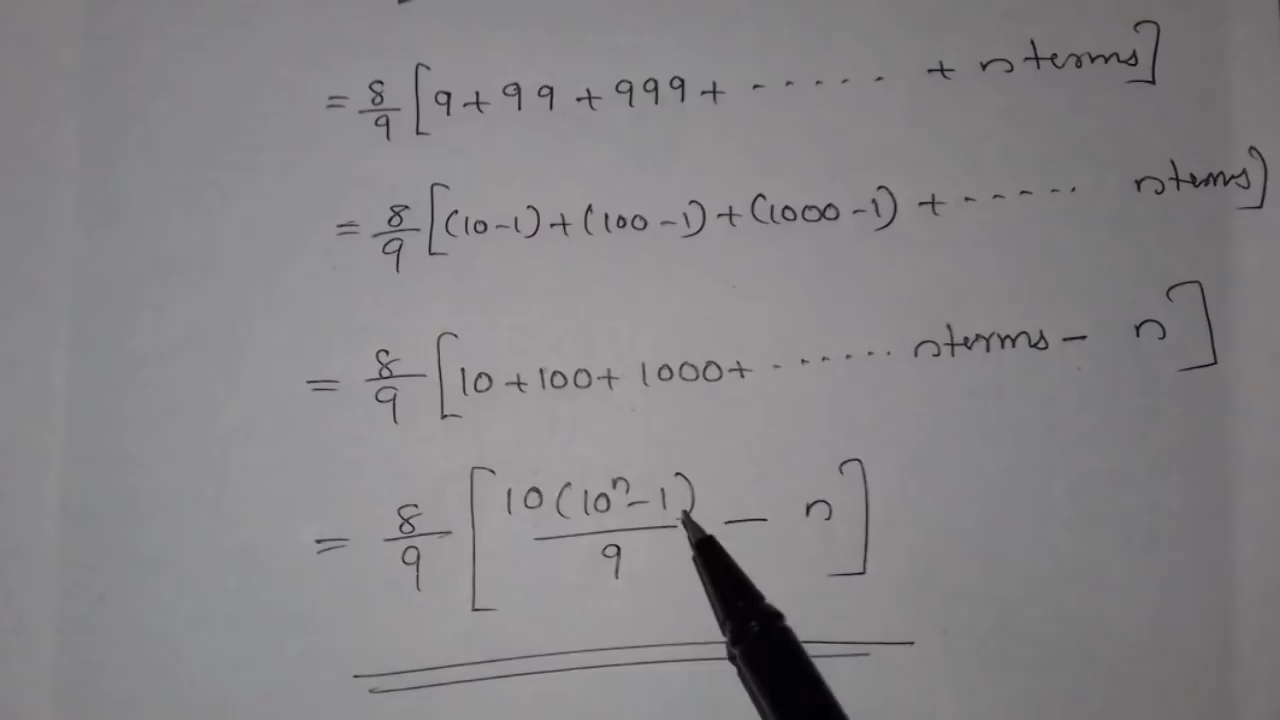 = 8/9 [9 + 99 + 999 + ...... + n terms]
= 8/9 [(10-1) + (100-1) + (1000-1) + ...... n terms]
= 8/9 [10 + 100 + 1000 + ...... n terms - n]
= 8/9 [10(10ⁿ-1)/9 - n]